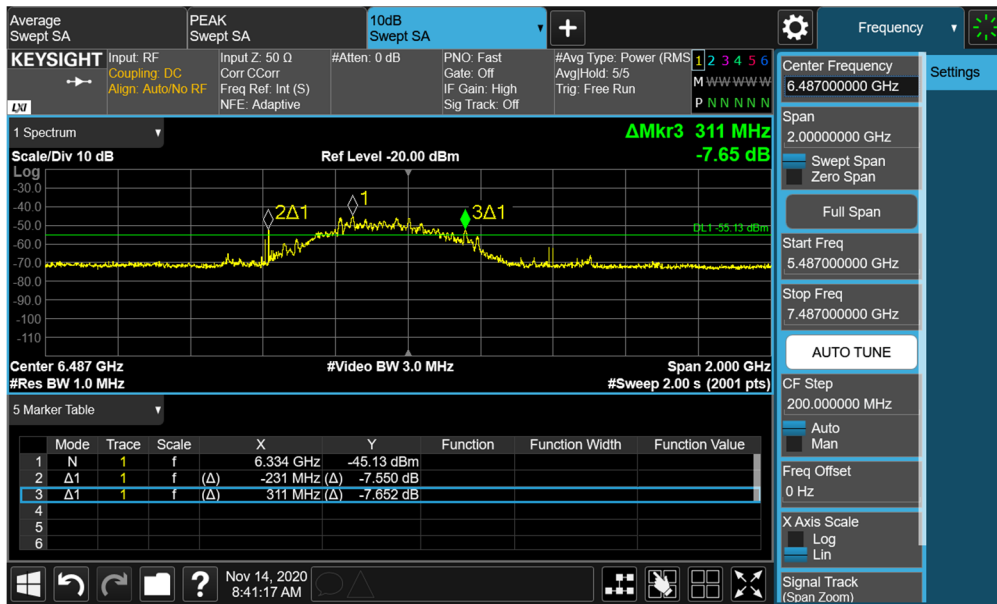 Average
Swept SA
PEAK
Swept SA
10dB
Swept SA
Frequency
KEYSIGHT
LXI
Input: RF
Coupling: DC
Align: Auto/No RF
Input Z: 50 Ω
Corr CCorr
Freq Ref: Int (S)
NFE: Adaptive
#Atten: 0 dB
PNO: Fast
Gate: Off
IF Gain: High
Sig Track: Off
#Avg Type: Power (RMS
Avg|Hold: 5/5
Trig: Free Run
1 2 3 4 5 6
M W W W W W W
P N N N N N
1 Spectrum
Scale/Div 10 dB
Ref Level -20.00 dBm
ΔMkr3 311 MHz
-7.65 dB
Log
-30.0
-40.0
-50.0
-60.0
-70.0
-80.0
-90.0
-100
-110
2Δ1
1
3Δ1
DL1 -55.13 dBm
Center 6.487 GHz
#Video BW 3.0 MHz
Span 2.000 GHz
#Res BW 1.0 MHz
#Sweep 2.00 s (2001 pts)
5 Marker Table
Mode Trace Scale X Y Function Function Width Function Value
1 N 1 f 6.334 GHz -45.13 dBm
2 Δ1 1 f (Δ) -231 MHz (Δ) -7.550 dB
3 Δ1 1 f (Δ) 311 MHz (Δ) -7.652 dB
4
5
6
Nov 14, 2020
8:41:17 AM
Center Frequency
6.487000000 GHz
Settings
Span
2.00000000 GHz
Swept Span
Zero Span
Full Span
Start Freq
5.487000000 GHz
Stop Freq
7.487000000 GHz
AUTO TUNE
CF Step
200.000000 MHz
Auto
Man
Freq Offset
0 Hz
X Axis Scale
Log
Lin
Signal Track
(Span Zoom)